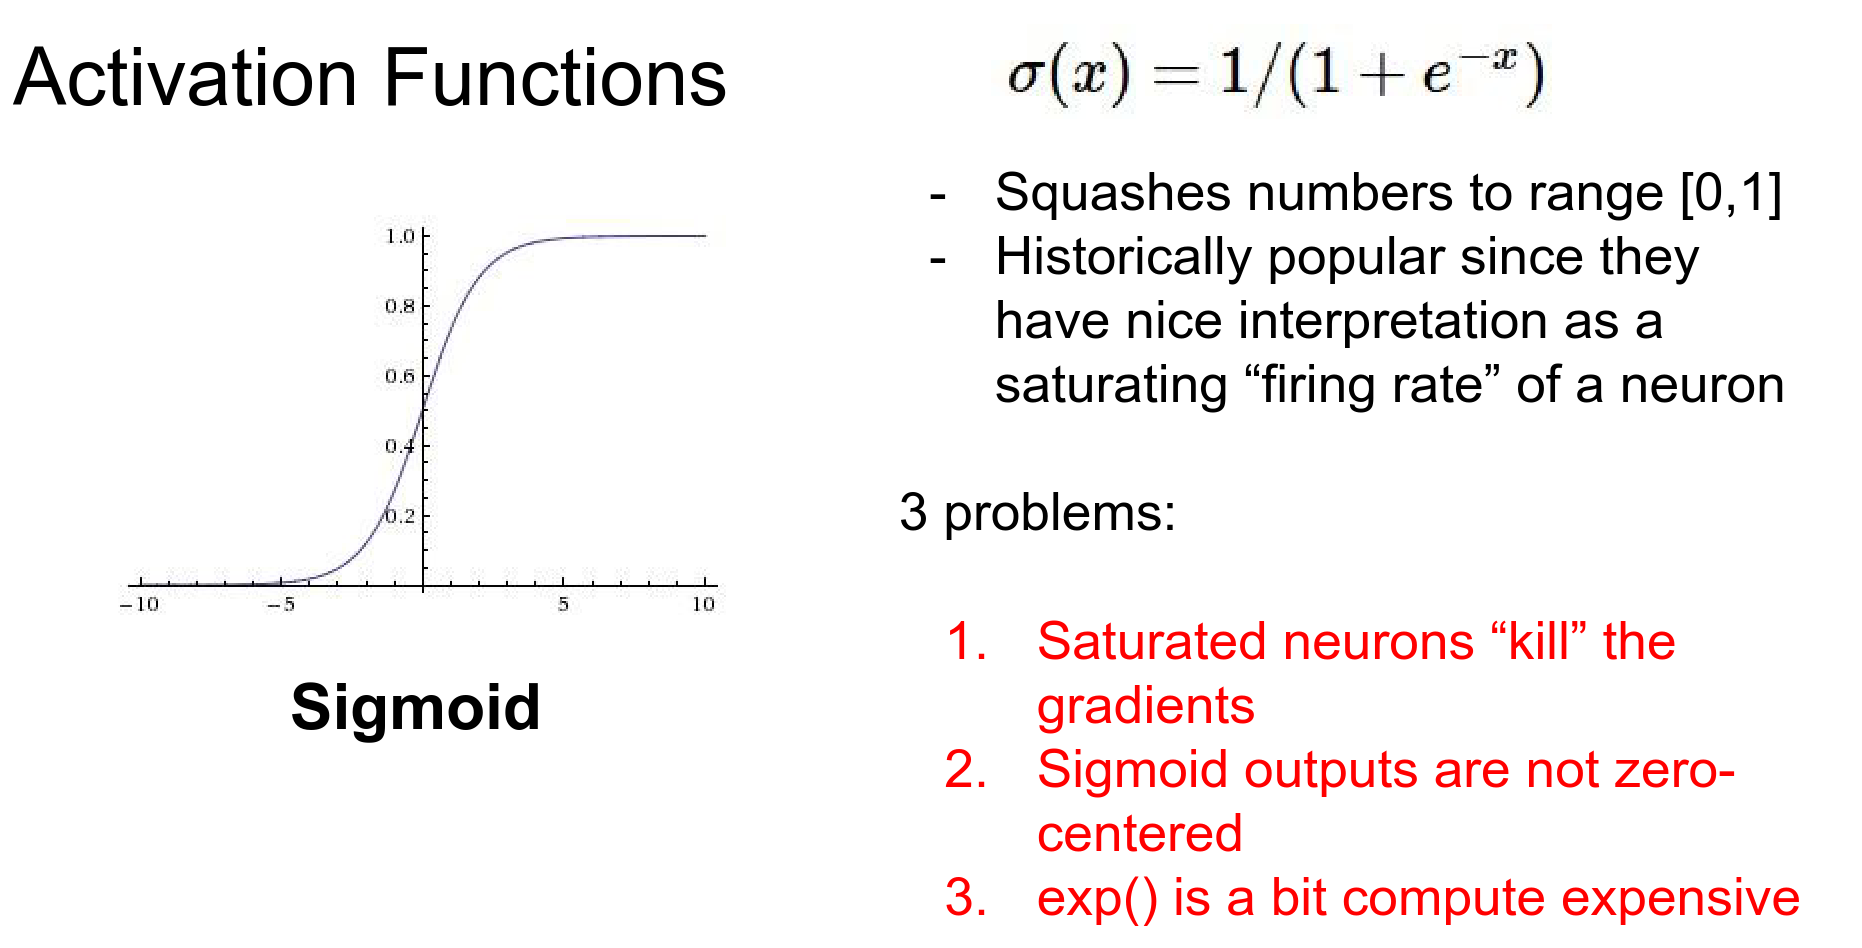 Activation Functions
σ(x) = 1/(1 + e^{−x})
- Squashes numbers to range [0,1]
- Historically popular since they
have nice interpretation as a
saturating “firing rate” of a neuron
3 problems:
1. Saturated neurons “kill” the
gradients
2. Sigmoid outputs are not zero-
centered
3. exp() is a bit compute expensive
1.0
0.8
0.6
0.4
0.2
−10 −5 5 10
Sigmoid